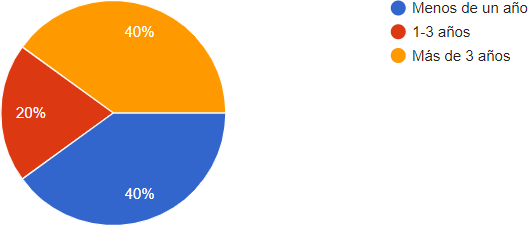 40%
20%
40%
Menos de un año
1-3 años
Más de 3 años